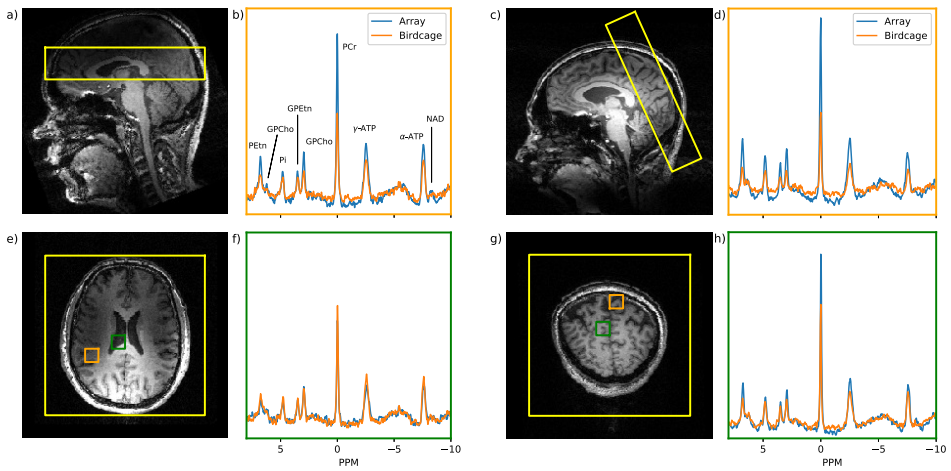 a)
b)
Array
Birdcage
PCr
GPEtn
GPCho
PEtn
Pi
GPCho
γ-ATP
α-ATP
NAD
c)
d)
Array
Birdcage
e)
f)
5
0
−5
−10
PPM
g)
h)
5
0
−5
−10
PPM